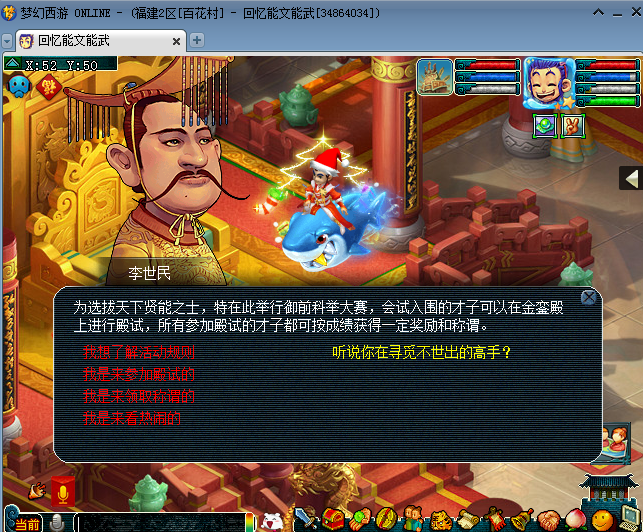 梦幻西游 ONLINE - (福建2区[百花村] - 回忆能文能武[34864034])
回忆能文能武
X:52 Y:50
李世民
为选拔天下贤能之士，特在此举行御前科举大赛，会试入围的才子可以在金銮殿
上进行殿试，所有参加殿试的才子都可按成绩获得一定奖励和称谓。
我想了解活动规则
听说你在寻觅不世出的高手？
我是来参加殿试的
我是来领取称谓的
我是来看热闹的
当前